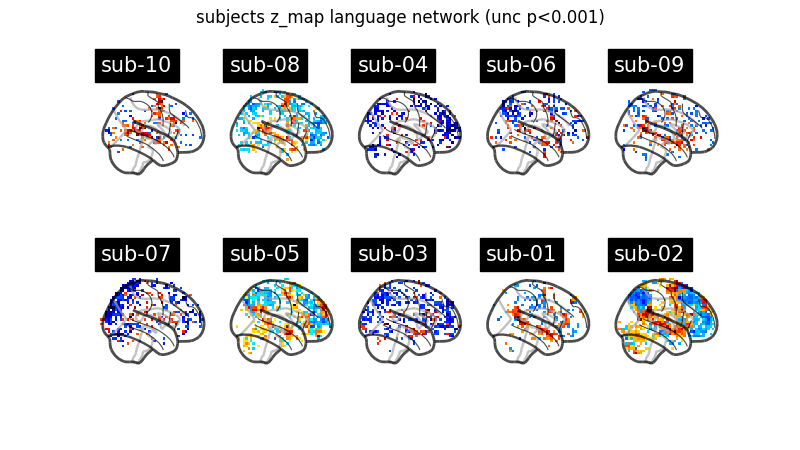 subjects z_map language network (unc p<0.001)
sub-10 sub-08 sub-04 sub-06 sub-09
sub-07 sub-05 sub-03 sub-01 sub-02